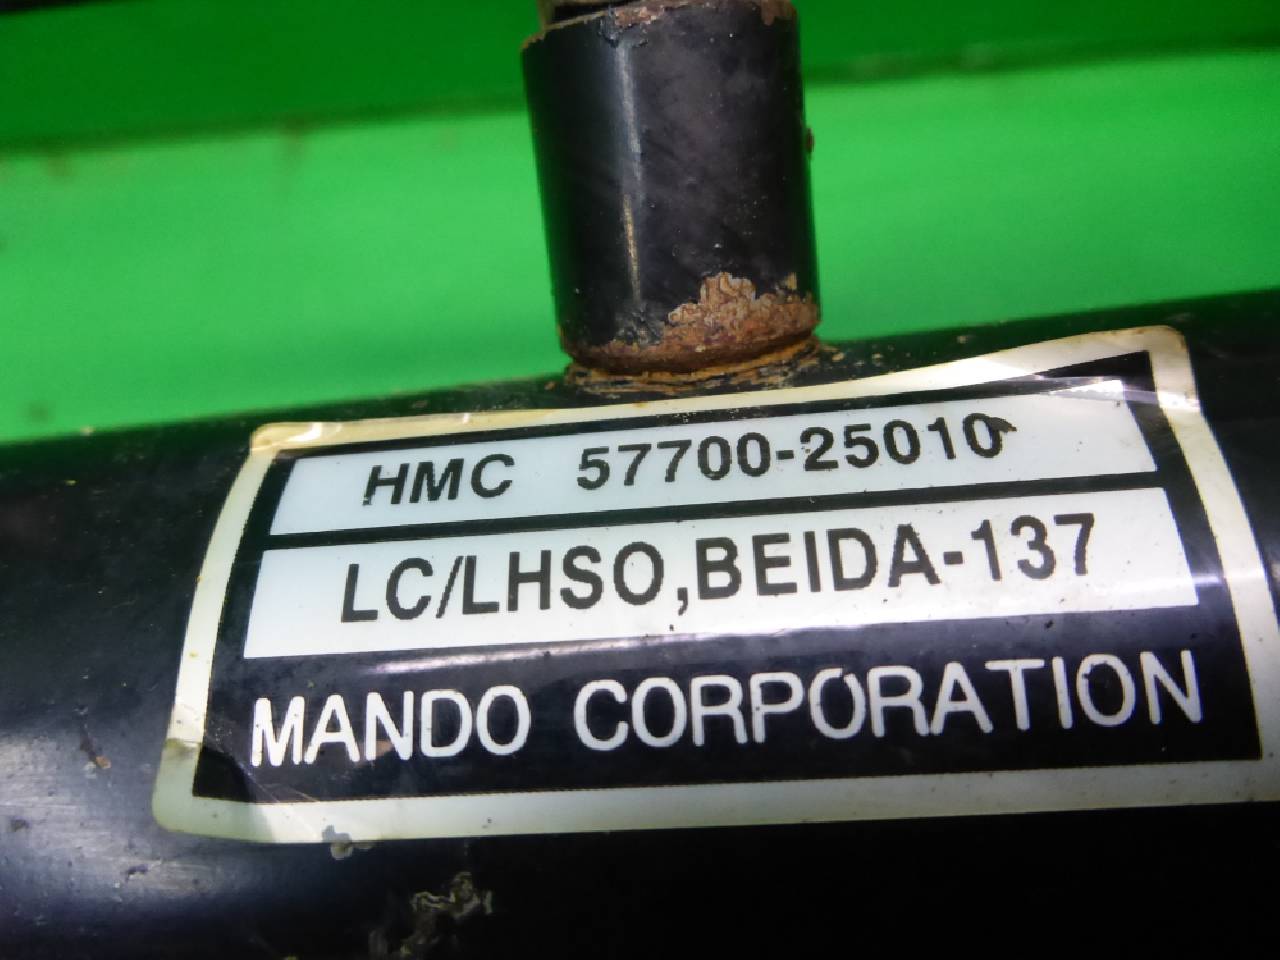 HMC 57700-25010
LC/LHSO,BEIDA-137
MANDO CORPORATION